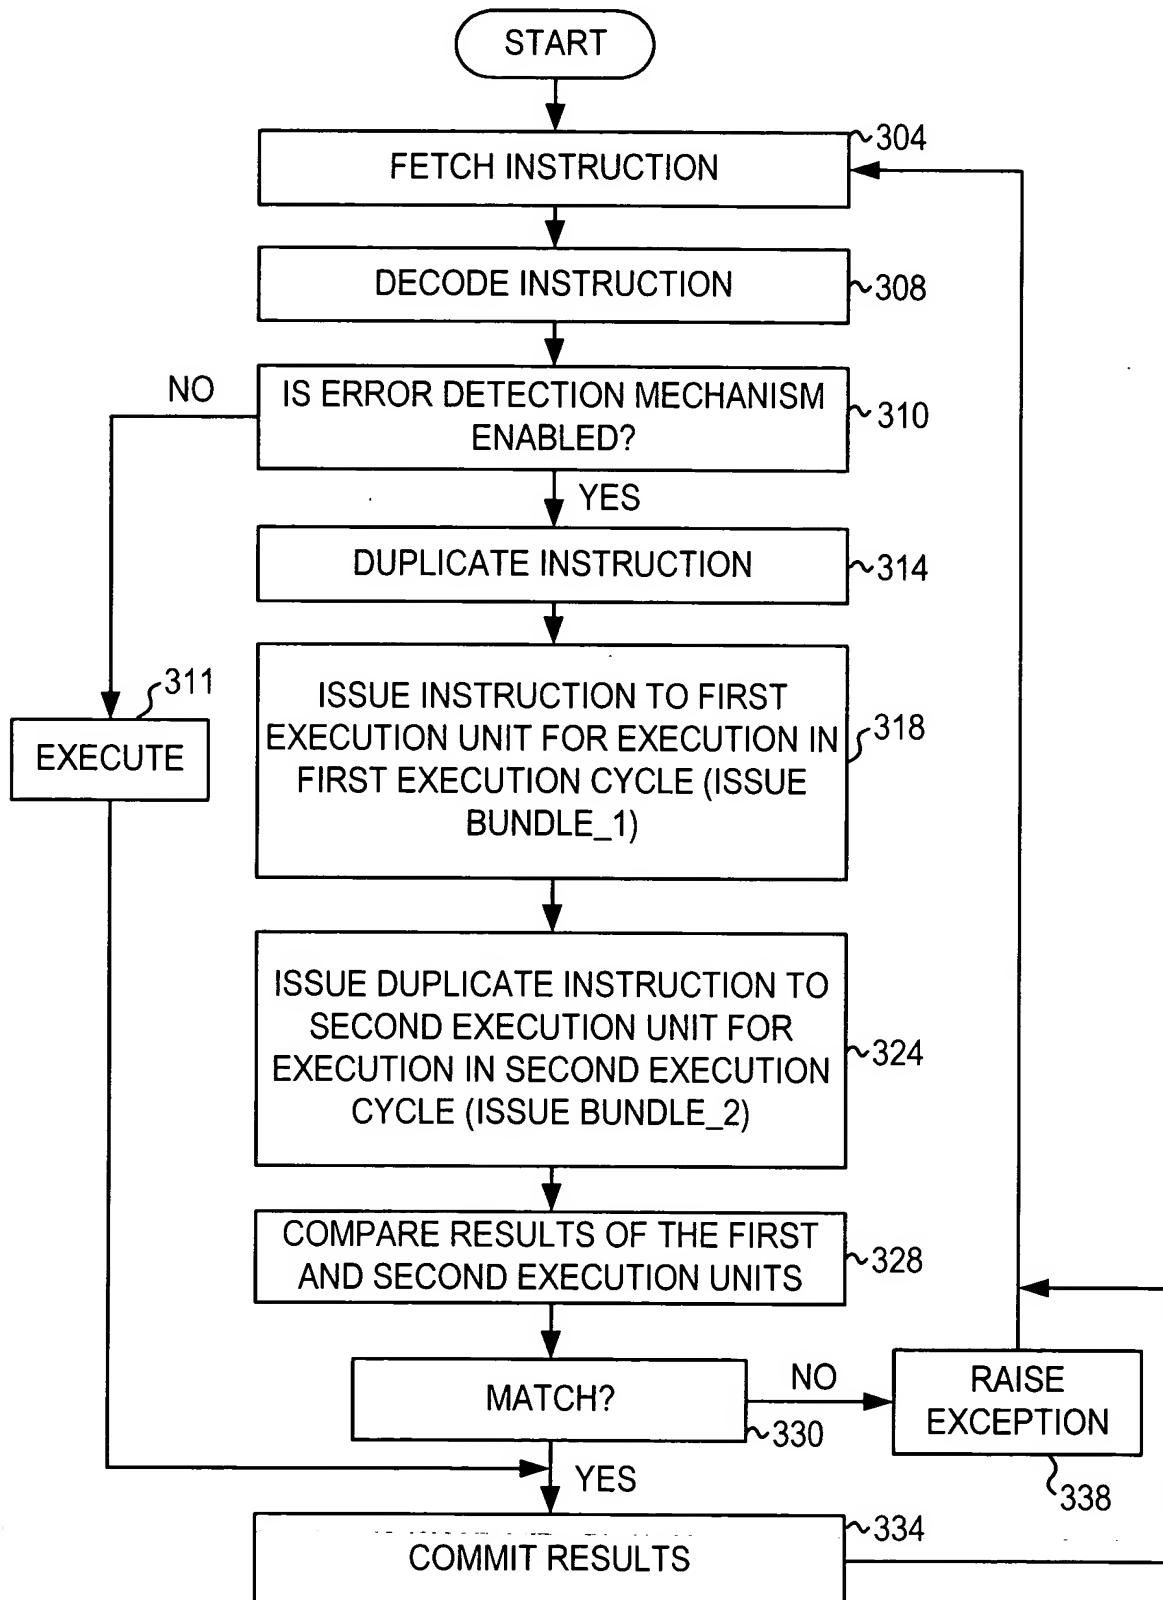 START
304
FETCH INSTRUCTION
DECODE INSTRUCTION
308
NO
IS ERROR DETECTION MECHANISM
ENABLED?
310
YES
DUPLICATE INSTRUCTION
314
311
EXECUTE
ISSUE INSTRUCTION TO FIRST
EXECUTION UNIT FOR EXECUTION IN
FIRST EXECUTION CYCLE (ISSUE
BUNDLE_1)
318
ISSUE DUPLICATE INSTRUCTION TO
SECOND EXECUTION UNIT FOR
EXECUTION IN SECOND EXECUTION
CYCLE (ISSUE BUNDLE_2)
324
COMPARE RESULTS OF THE FIRST
AND SECOND EXECUTION UNITS
328
MATCH?
330
NO
RAISE
EXCEPTION
338
YES
334
COMMIT RESULTS